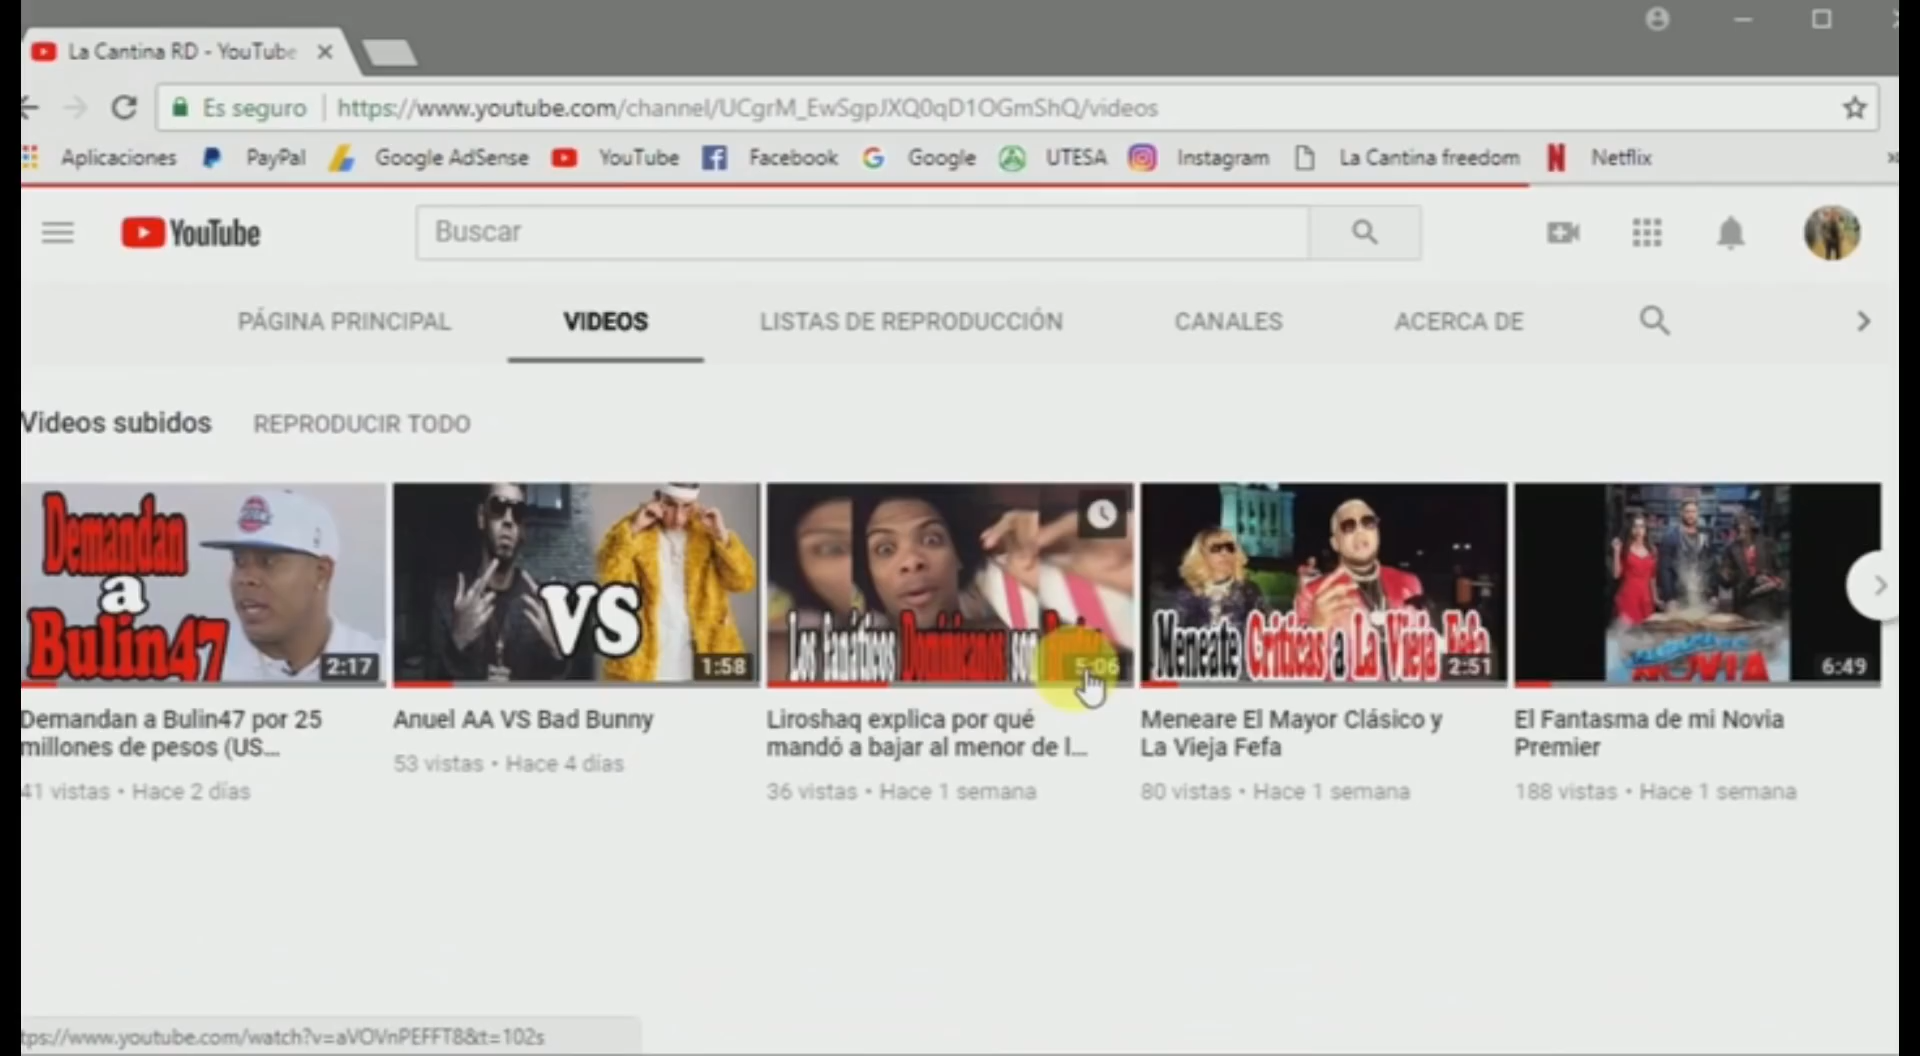 La Cantina RD - YouTube
Es seguro
https://www.youtube.com/channel/UCgrM_EwSgpJXQ0qD1OGmShQ/videos
Aplicaciones PayPal Google AdSense YouTube Facebook Google UTESA Instagram La Cantina freedom Netflix
YouTube
Buscar
PÁGINA PRINCIPAL VIDEOS LISTAS DE REPRODUCCIÓN CANALES ACERCA DE
Videos subidos REPRODUCIR TODO
Demandan
a
Bulin47
2:17
VS
1:58
Los fanáticos Dominicanos son
5:06
Meneate Criticas a La Vieja Fefa
2:51
NOVIA
6:49
Demandan a Bulin47 por 25
millones de pesos (US...
41 vistas • Hace 2 días
Anuel AA VS Bad Bunny
53 vistas • Hace 4 días
Liroshaq explica por qué
mandó a bajar al menor de l...
36 vistas • Hace 1 semana
Meneare El Mayor Clásico y
La Vieja Fefa
80 vistas • Hace 1 semana
El Fantasma de mi Novia
Premier
188 vistas • Hace 1 semana
tps://www.youtube.com/watch?v=aVOVnPEFFT8&t=102s